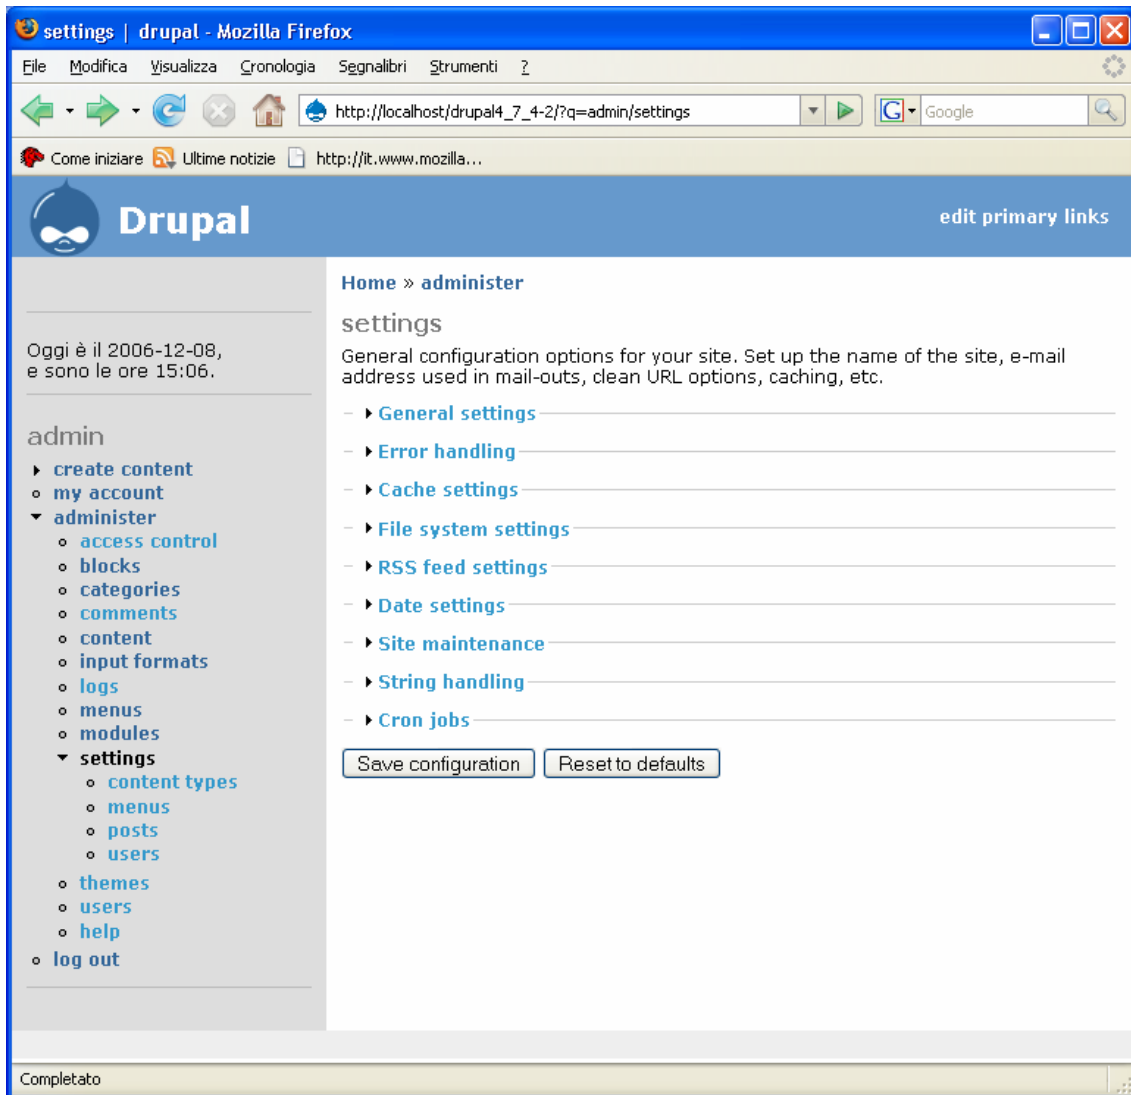 settings | drupal - Mozilla Firefox
File Modifica Visualizza Cronologia Segnalibri Strumenti ?
http://localhost/drupal4_7_4-2/?q=admin/settings G Google
Come iniziare Ultime notizie http://it.www.mozilla...
Drupal
edit primary links
Oggi è il 2006-12-08,
e sono le ore 15:06.
admin
create content
my account
administer
access control
blocks
categories
comments
content
input formats
logs
menus
modules
settings
content types
menus
posts
users
themes
users
help
log out
Home » administer
settings
General configuration options for your site. Set up the name of the site, e-mail
address used in mail-outs, clean URL options, caching, etc.
General settings
Error handling
Cache settings
File system settings
RSS feed settings
Date settings
Site maintenance
String handling
Cron jobs
Save configuration Reset to defaults
Completato